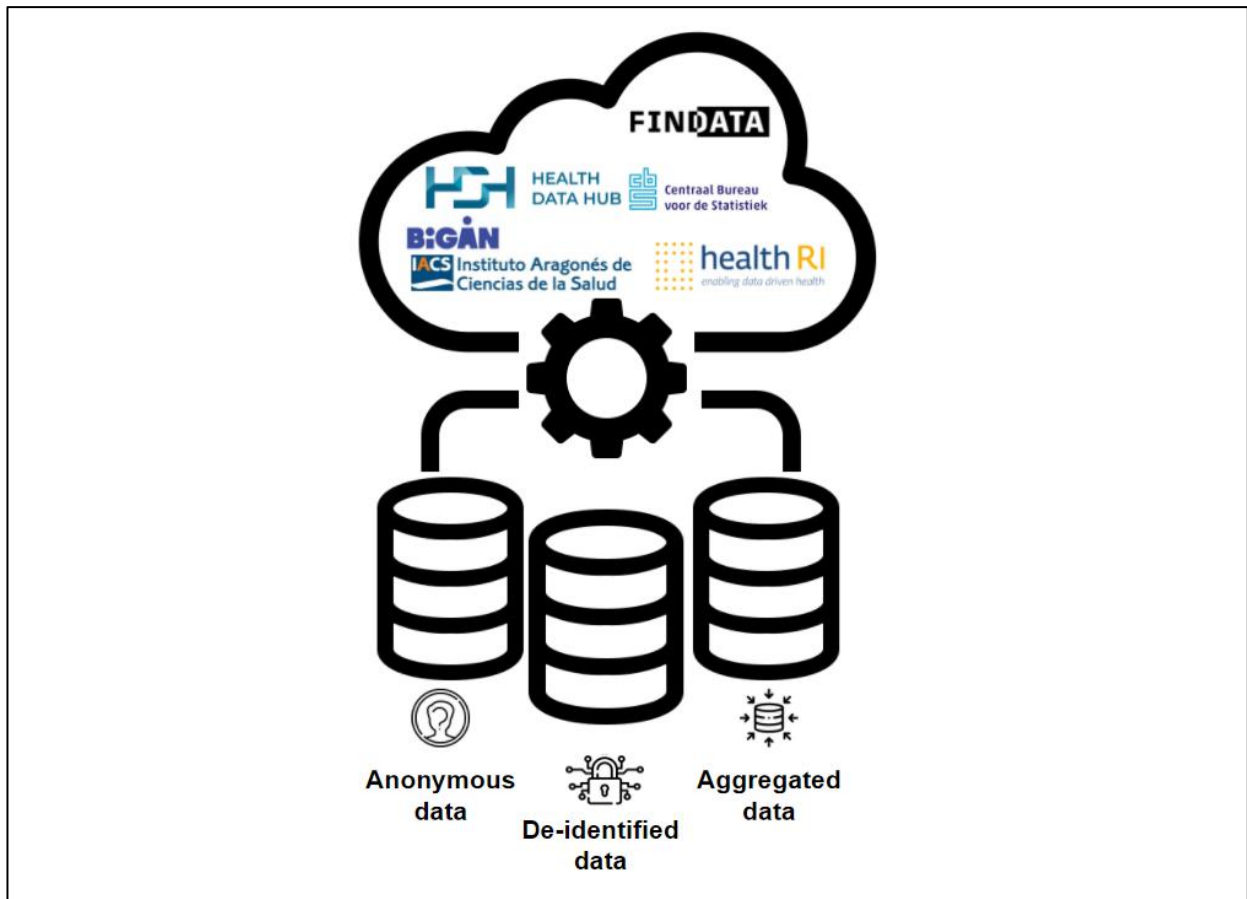 FINDATA
HEALTH
DATA HUB
Centraal Bureau
voor de Statistiek
BiGÅN
IACS Instituto Aragonés de
Ciencias de la Salud
health RI
enabling data driven health
Anonymous
data
De-identified
data
Aggregated
data